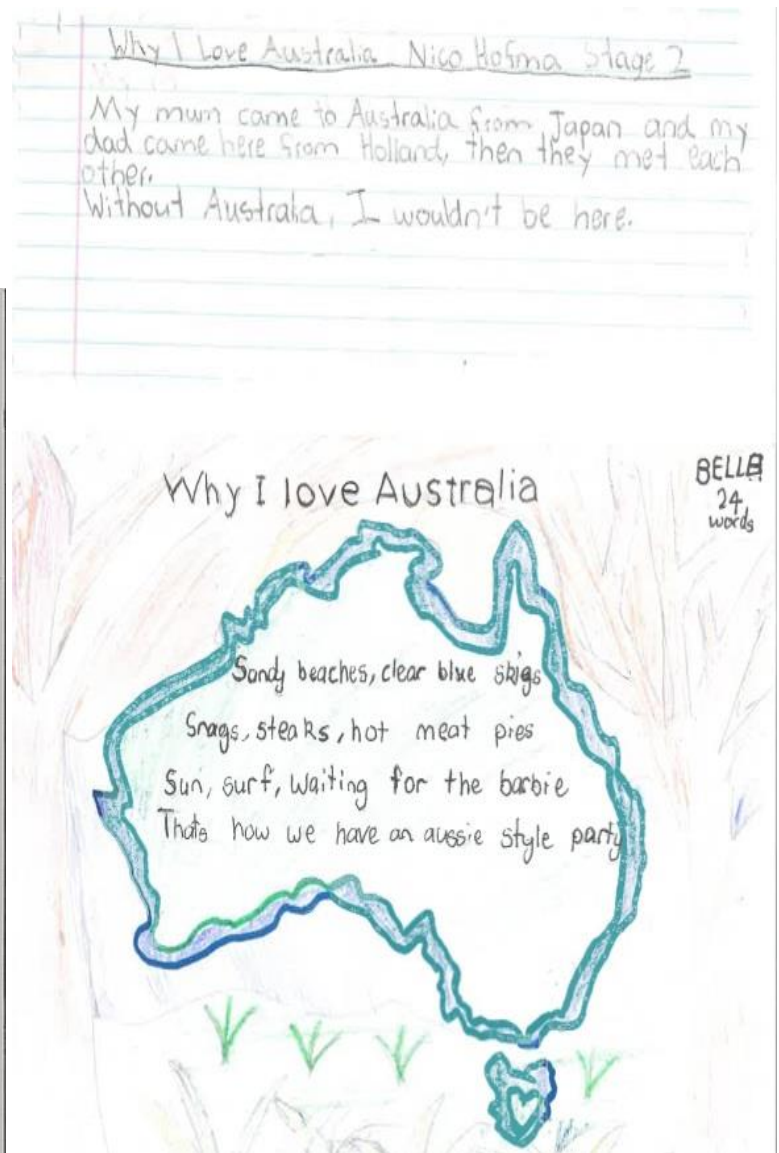 Why I Love Australia Nico Hofma Stage 2
My mum came to Australia from Japan and my
dad came here from Holland, then they met each
other.
Without Australia, I wouldn't be here.
Why I love Australia
BELLA
24
words
Sandy beaches, clear blue skies
Snags, steaks, hot meat pies
Sun, surf, waiting for the barbie
Thats how we have an aussie style party